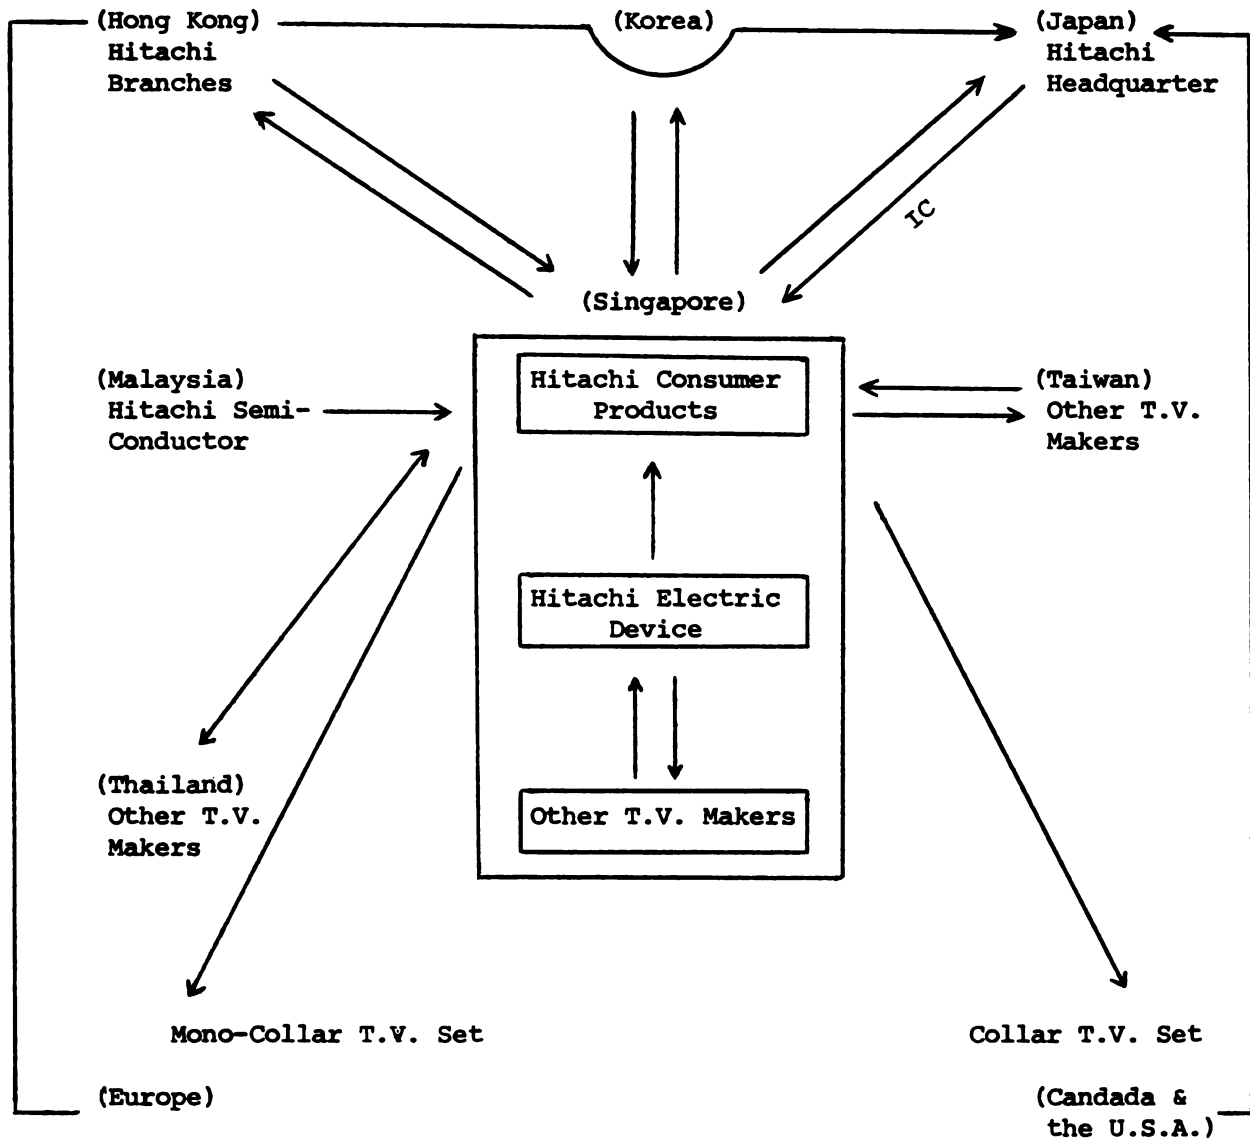 (Hong Kong)
Hitachi
Branches
(Korea)
(Japan)
Hitachi
Headquarter
IC
(Singapore)
(Malaysia)
Hitachi Semi-
Conductor
Hitachi Consumer
Products
(Taiwan)
Other T.V.
Makers
Hitachi Electric
Device
(Thailand)
Other T.V.
Makers
Other T.V. Makers
Mono-Collar T.V. Set
Collar T.V. Set
(Europe)
(Candada &
the U.S.A.)